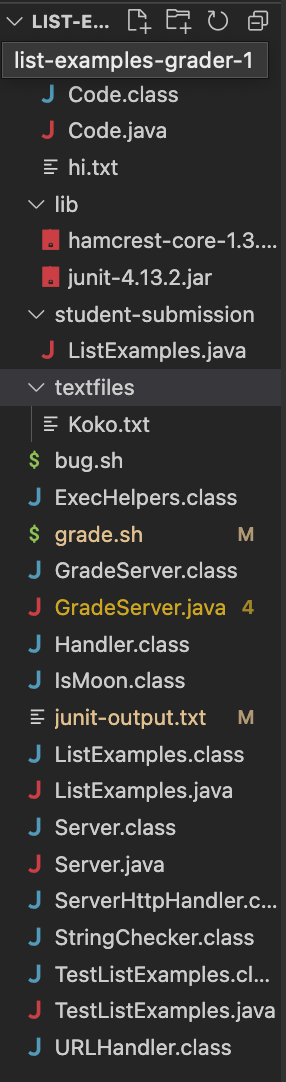 LIST-E...
list-examples-grader-1
Code.class
Code.java
hi.txt
lib
hamcrest-core-1.3....
junit-4.13.2.jar
student-submission
ListExamples.java
textfiles
Koko.txt
$ bug.sh
ExecHelpers.class
$ grade.sh M
GradeServer.class
GradeServer.java 4
Handler.class
IsMoon.class
junit-output.txt M
ListExamples.class
ListExamples.java
Server.class
Server.java
ServerHttpHandler.c...
StringChecker.class
TestListExamples.cl...
TestListExamples.java
URLHandler.class